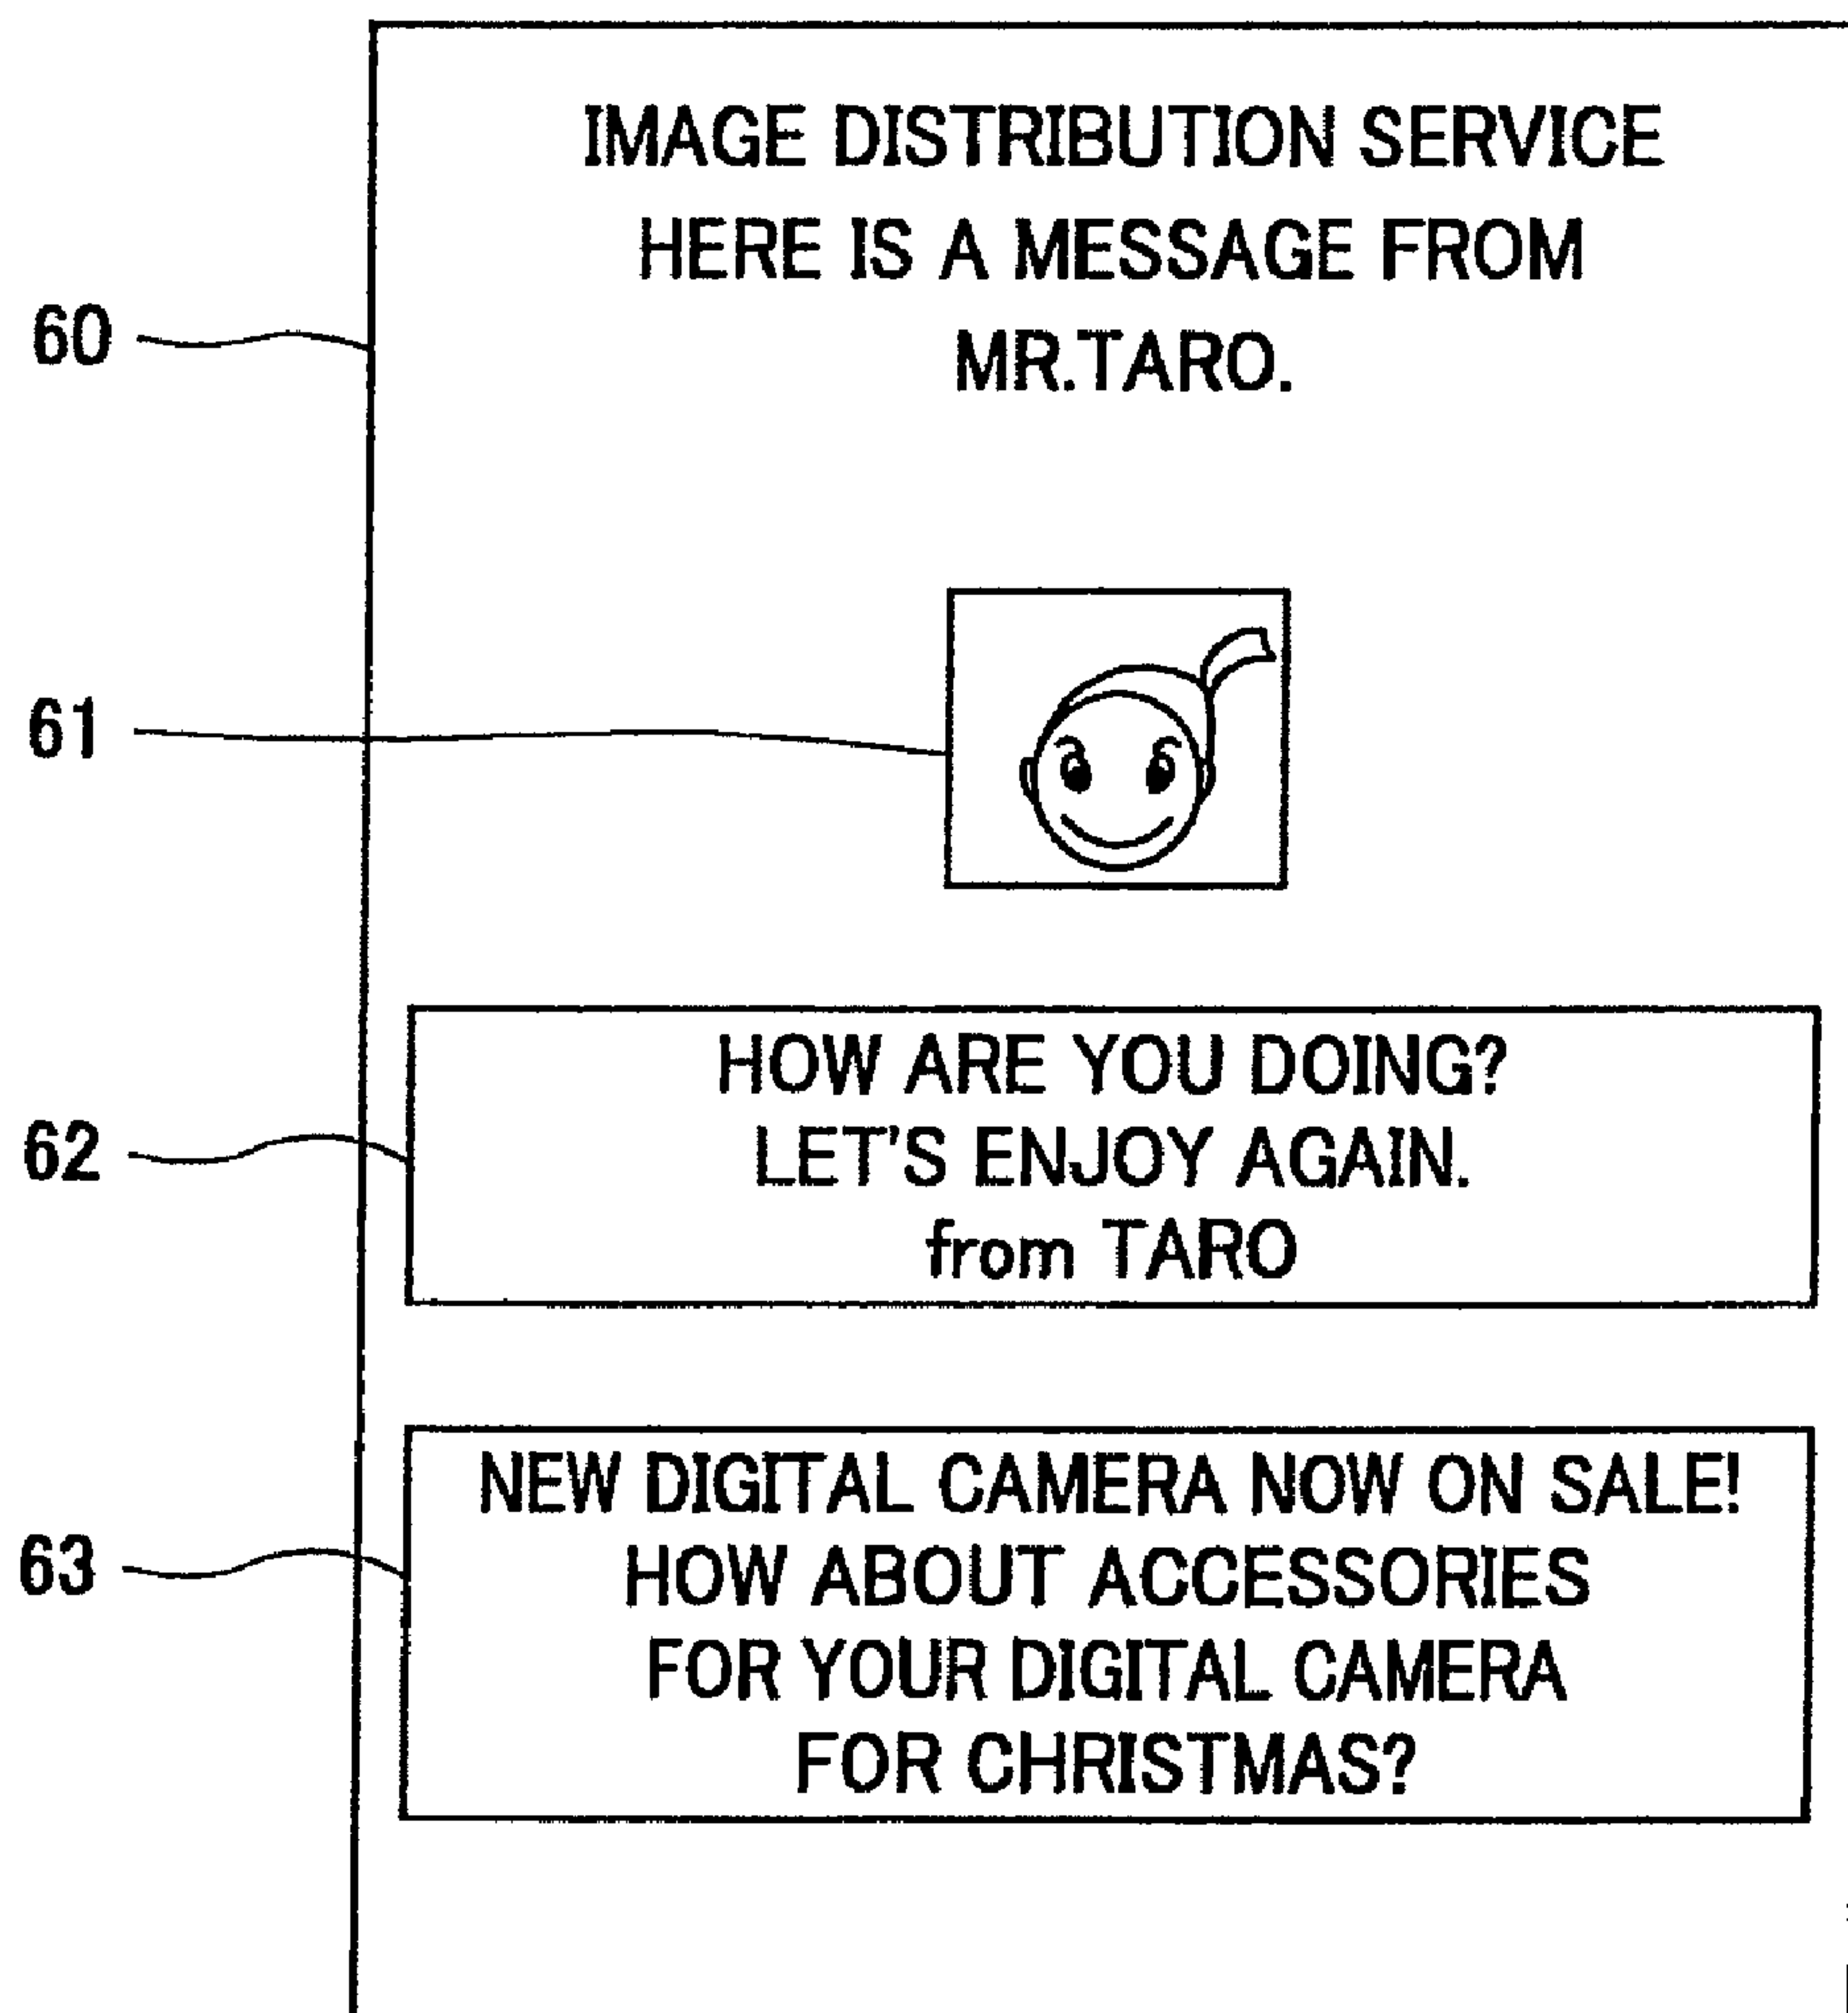 IMAGE DISTRIBUTION SERVICE
HERE IS A MESSAGE FROM
MR.TARO.
60
61
HOW ARE YOU DOING?
LET'S ENJOY AGAIN.
from TARO
62
NEW DIGITAL CAMERA NOW ON SALE!
HOW ABOUT ACCESSORIES
FOR YOUR DIGITAL CAMERA
FOR CHRISTMAS?
63